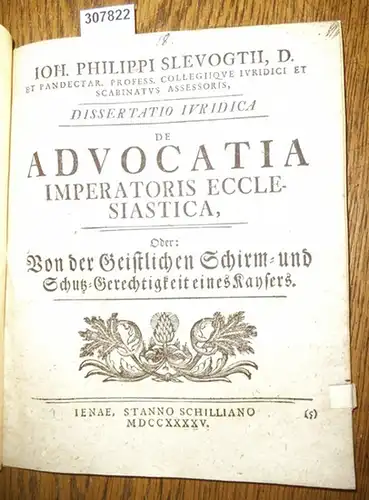 307822
18.
IOH. PHILIPPI SLEVOGTII, D.
ET PANDECTAR. PROFESS. COLLEGIIQVE IVRIDICI ET
SCABINATVS ASSESSORIS,
DISSERTATIO IVRIDICA
DE
ADVOCATIA
IMPERATORIS ECCLE-
SIASTICA,
Oder:
Von der Geistlichen Schirm- und
Schutz-Gerechtigkeit eines Kaysers.
IENAE, STANNO SCHILLIANO
MDCCXXXXV.
(5)